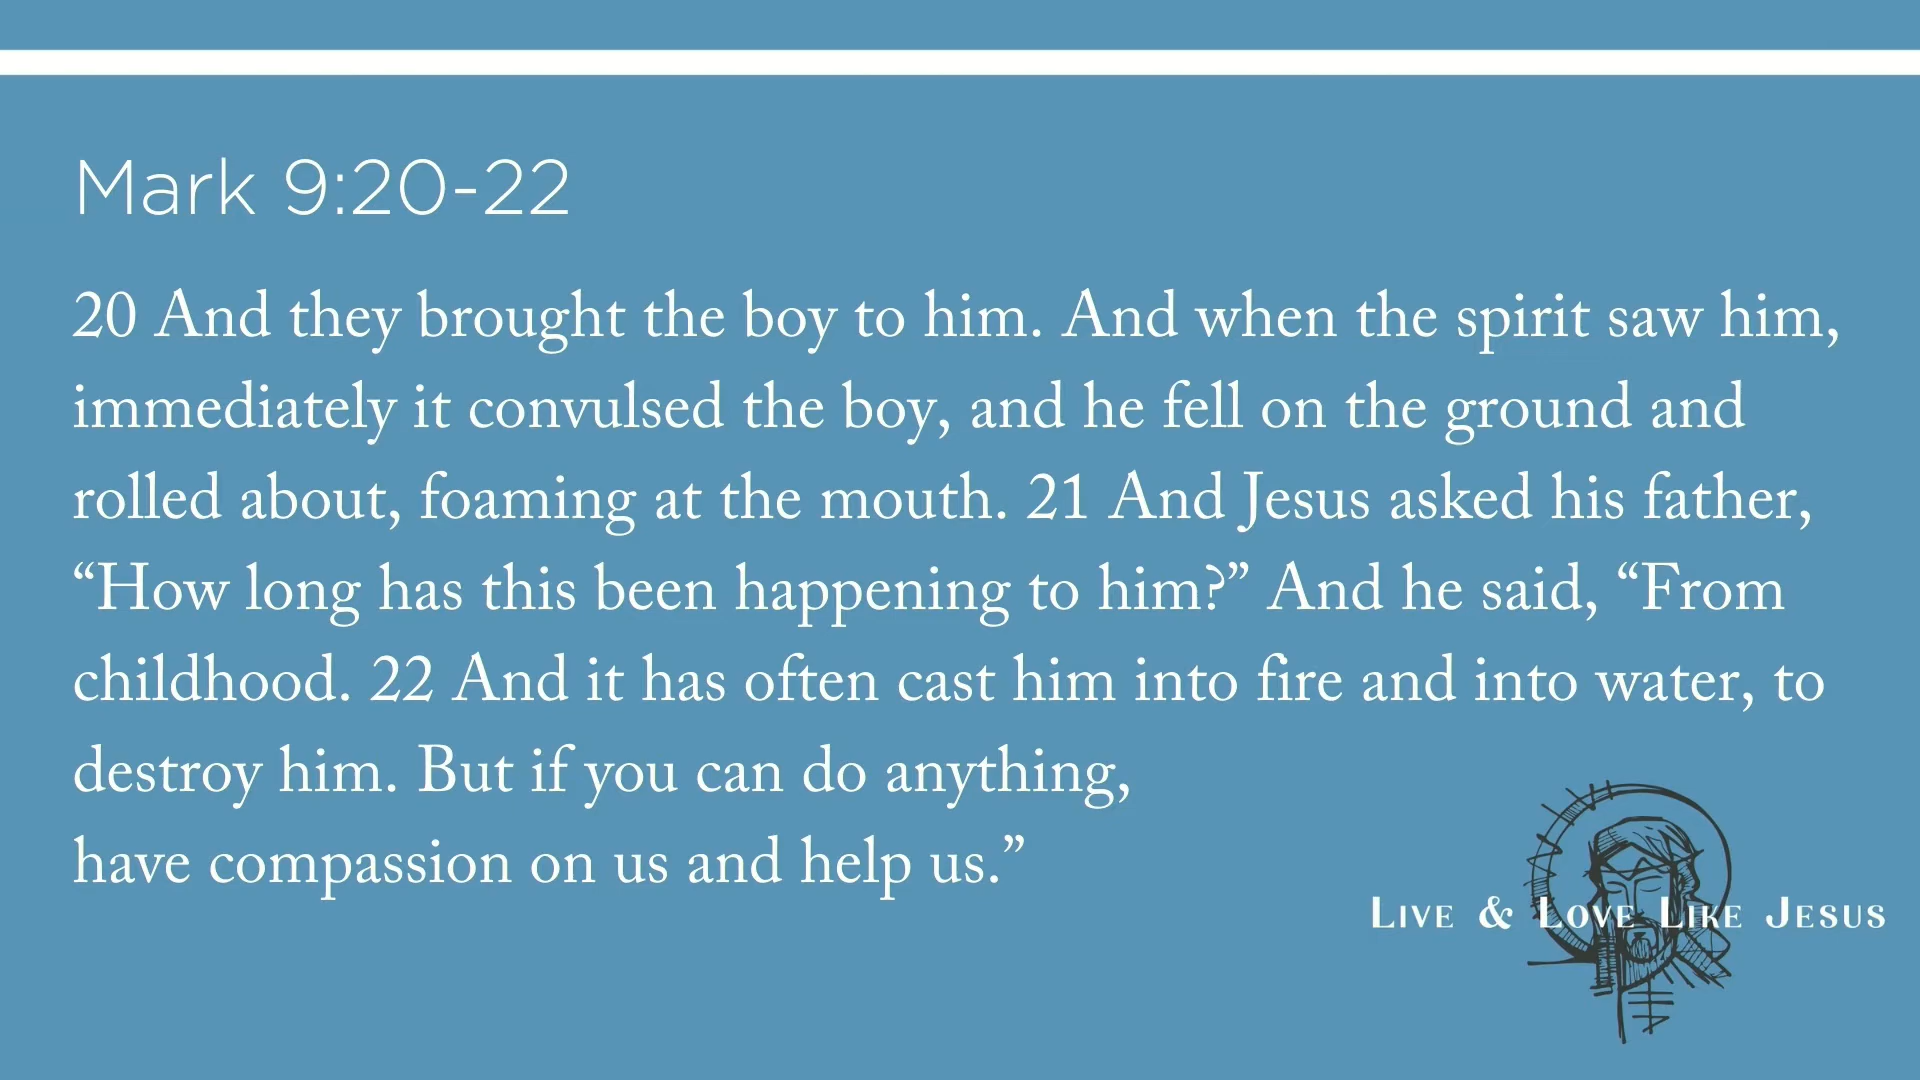 Mark 9:20-22
20 And they brought the boy to him. And when the spirit saw him,
immediately it convulsed the boy, and he fell on the ground and
rolled about, foaming at the mouth. 21 And Jesus asked his father,
“How long has this been happening to him?” And he said, “From
childhood. 22 And it has often cast him into fire and into water, to
destroy him. But if you can do anything,
have compassion on us and help us.”
Live & Love Like Jesus